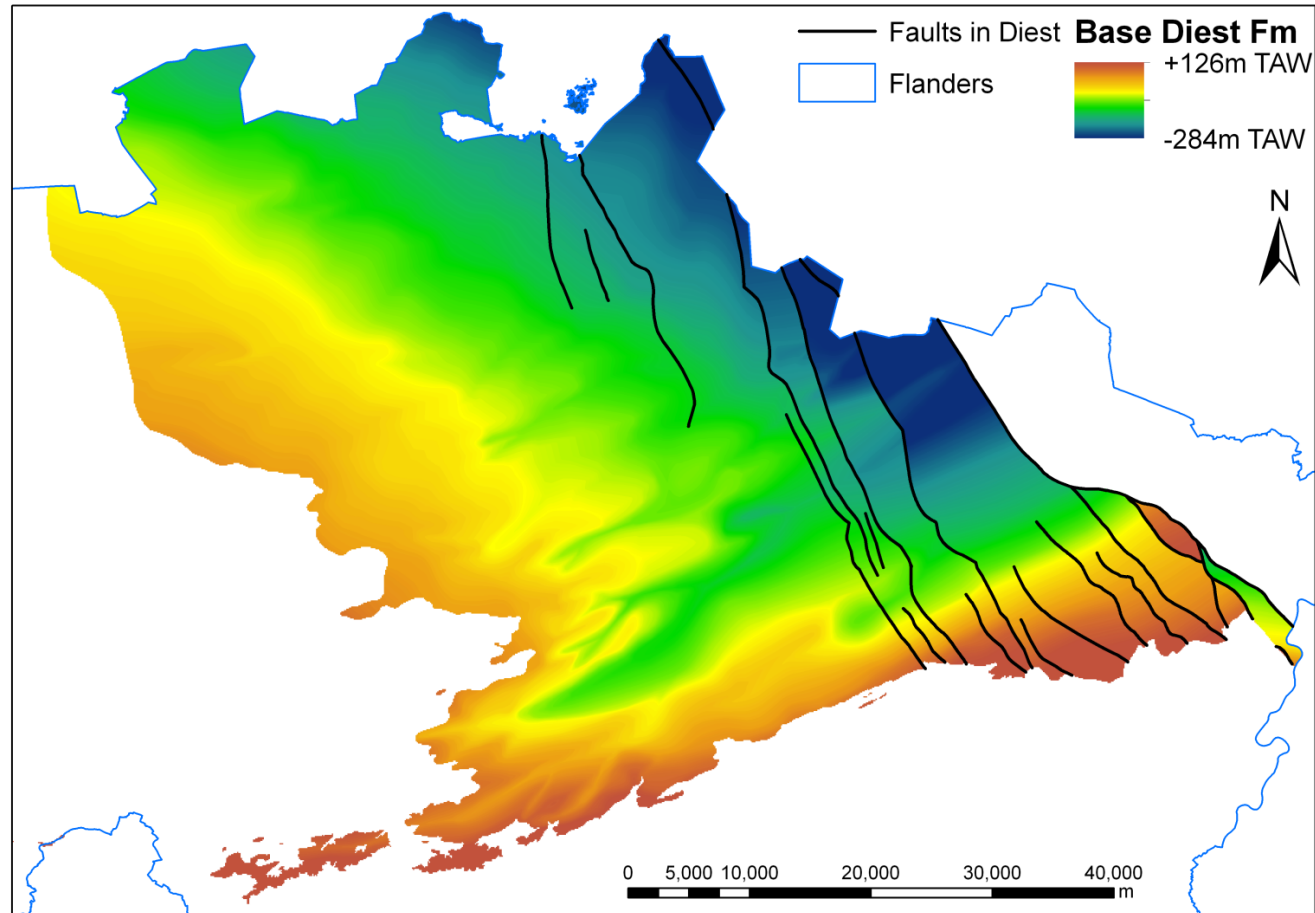 Faults in Diest
Flanders
Base Diest Fm
+126m TAW
-284m TAW
N
0 5,000 10,000 20,000 30,000 40,000
m